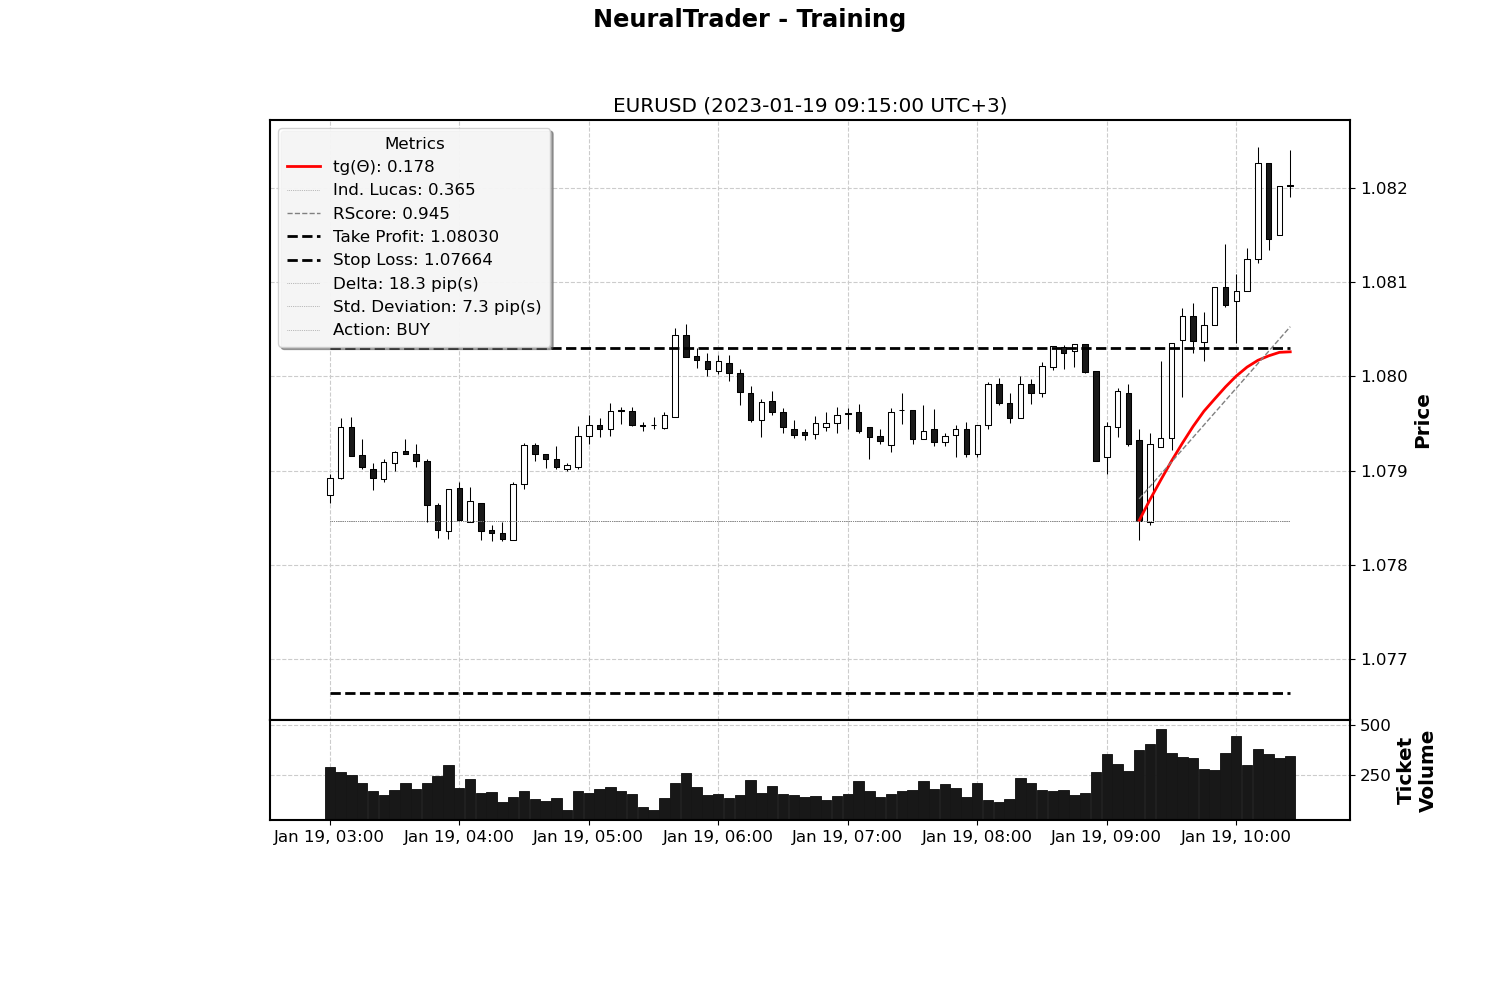 NeuralTrader - Training
EURUSD (2023-01-19 09:15:00 UTC+3)
Metrics
tg(Θ): 0.178
Ind. Lucas: 0.365
RScore: 0.945
Take Profit: 1.08030
Stop Loss: 1.07664
Delta: 18.3 pip(s)
Std. Deviation: 7.3 pip(s)
Action: BUY
1.082
1.081
1.080
1.079
1.078
1.077
Price
500
250
Ticket
Volume
Jan 19, 03:00
Jan 19, 04:00
Jan 19, 05:00
Jan 19, 06:00
Jan 19, 07:00
Jan 19, 08:00
Jan 19, 09:00
Jan 19, 10:00